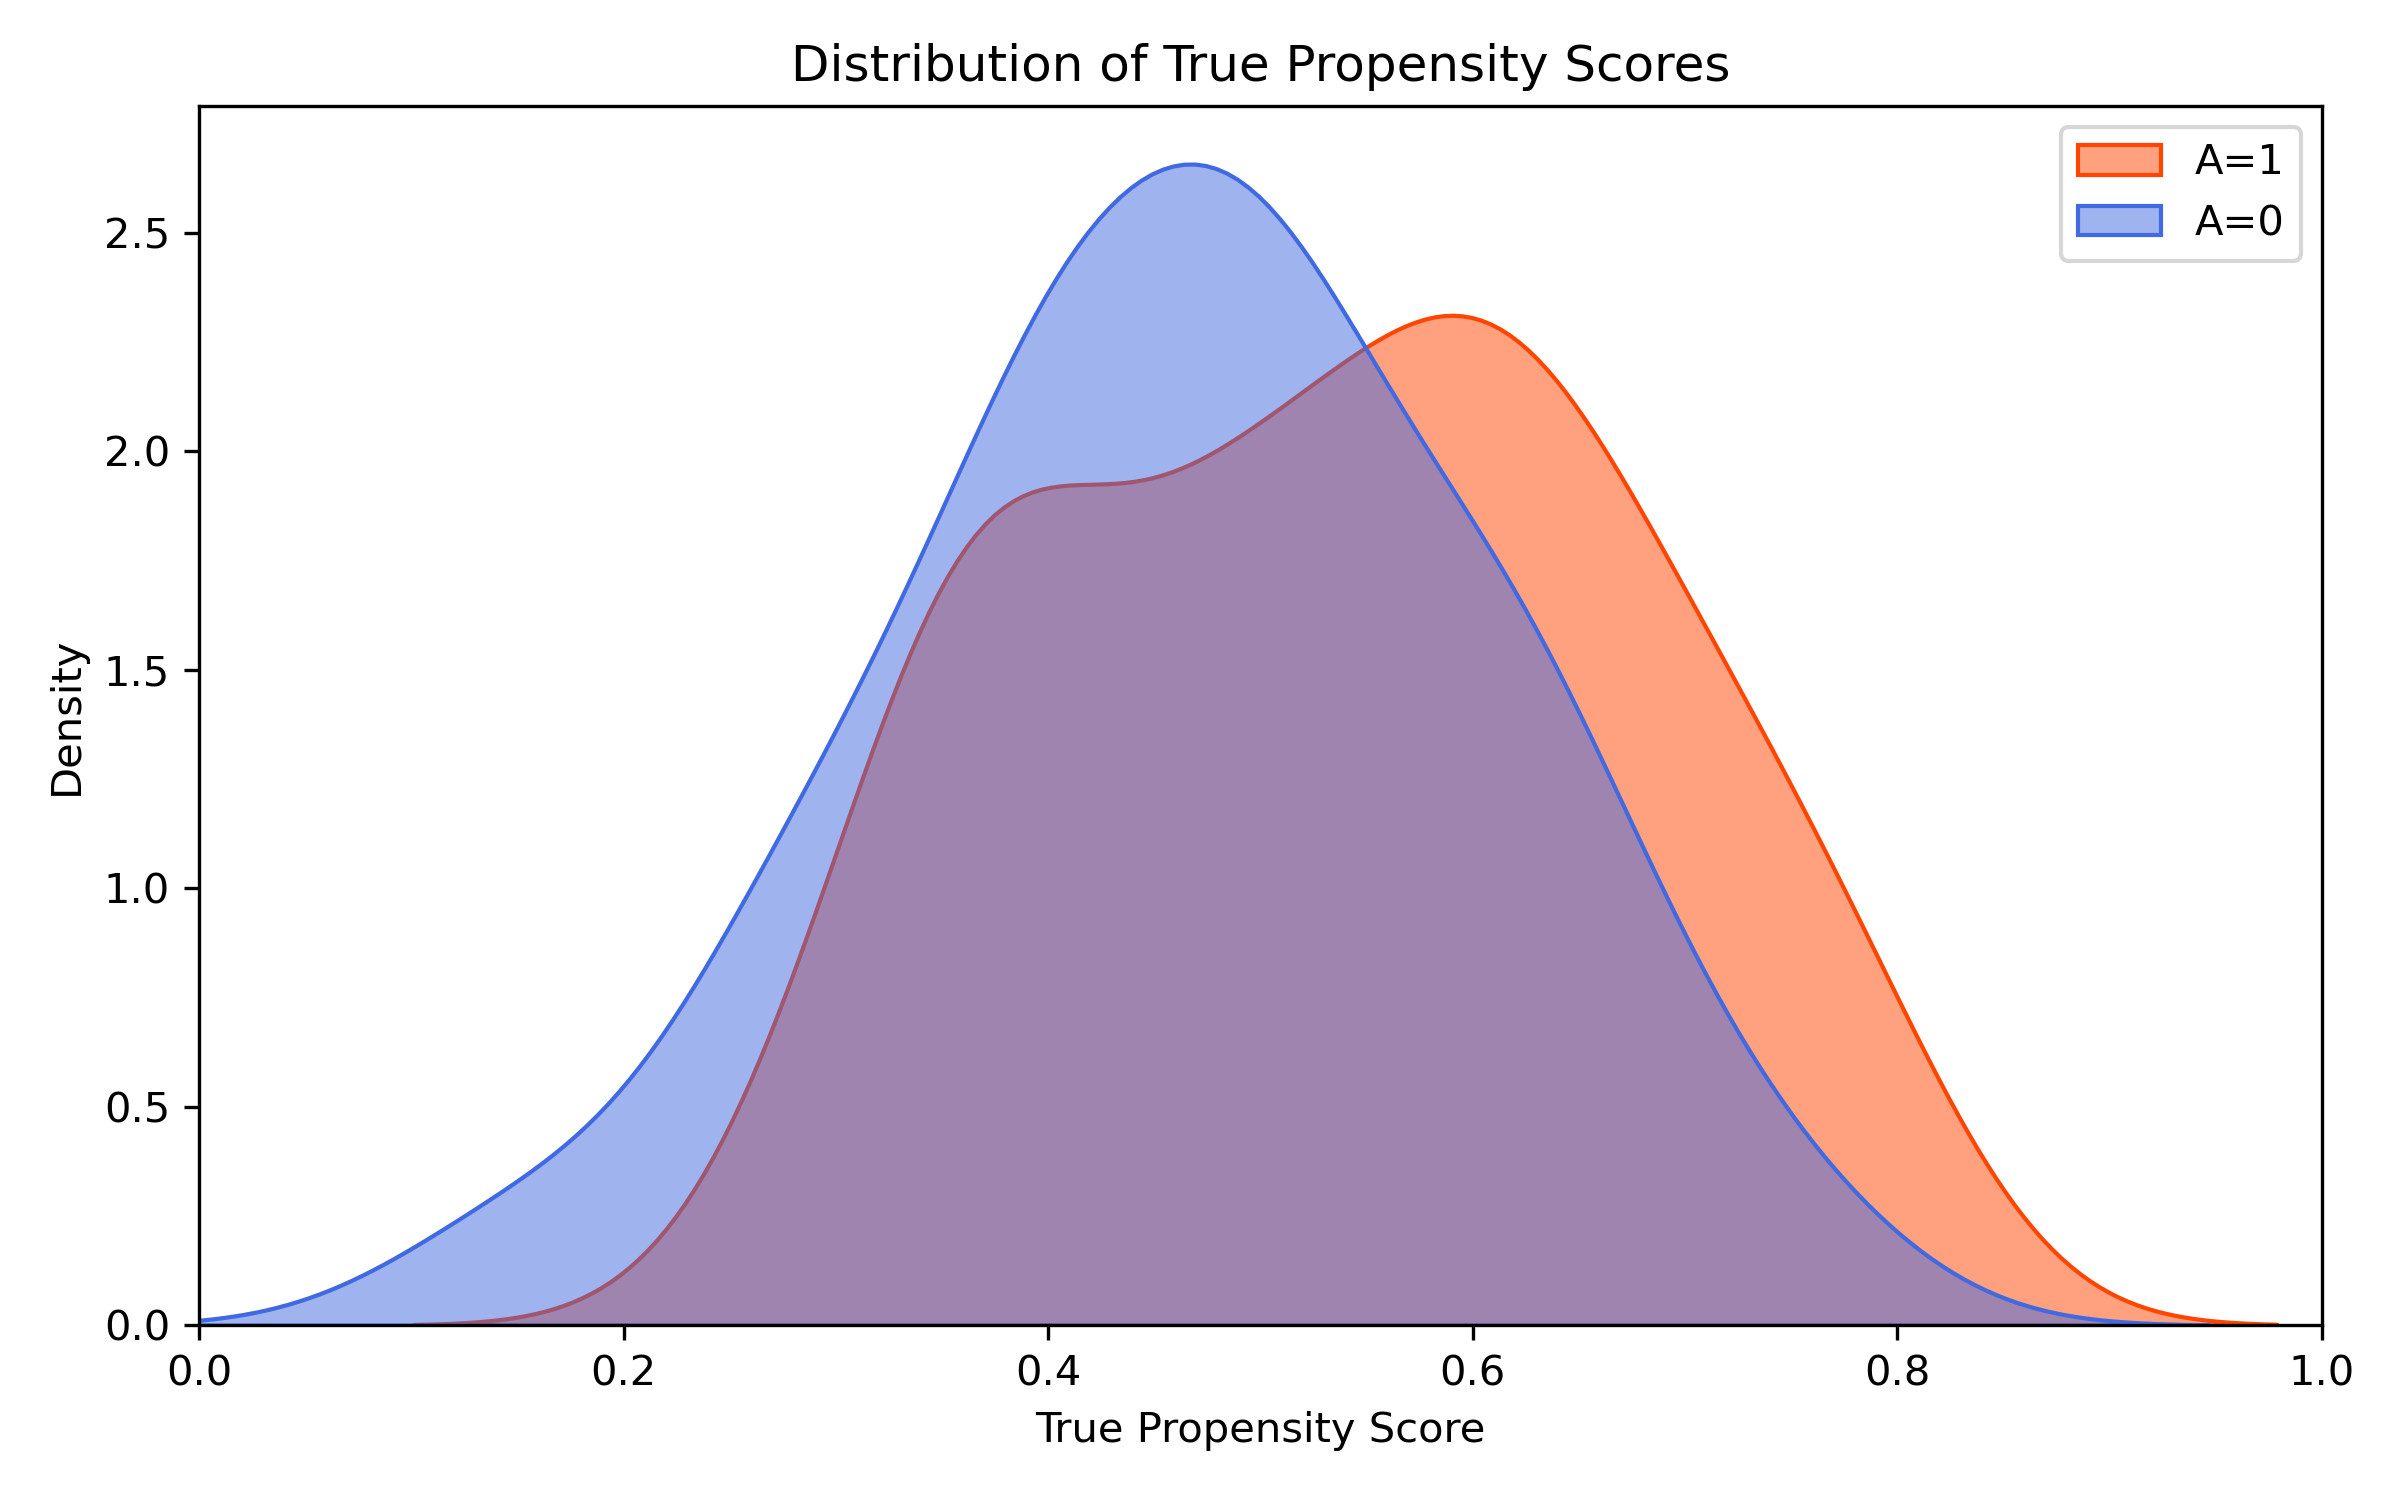 Distribution of True Propensity Scores
A=1
A=0
Density
2.5
2.0
1.5
1.0
0.5
0.0
0.0 0.2 0.4 0.6 0.8 1.0
True Propensity Score